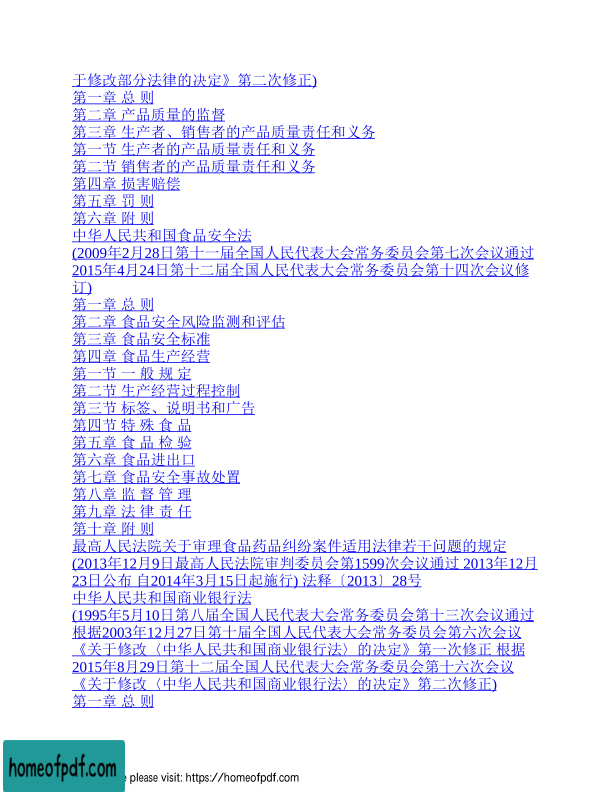 于修改部分法律的决定》第二次修正)
第一章 总 则
第二章 产品质量的监督
第三章 生产者、销售者的产品质量责任和义务
第一节 生产者的产品质量责任和义务
第二节 销售者的产品质量责任和义务
第四章 损害赔偿
第五章 罚 则
第六章 附 则
中华人民共和国食品安全法
(2009年2月28日第十一届全国人民代表大会常务委员会第七次会议通过
2015年4月24日第十二届全国人民代表大会常务委员会第十四次会议修
订)
第一章 总 则
第二章 食品安全风险监测和评估
第三章 食品安全标准
第四章 食品生产经营
第一节 一 般 规 定
第二节 生产经营过程控制
第三节 标签、说明书和广告
第四节 特 殊 食 品
第五章 食 品 检 验
第六章 食品进出口
第七章 食品安全事故处置
第八章 监 督 管 理
第九章 法 律 责 任
第十章 附 则
最高人民法院关于审理食品药品纠纷案件适用法律若干问题的规定
(2013年12月9日最高人民法院审判委员会第1599次会议通过 2013年12月
23日公布 自2014年3月15日起施行) 法释〔2013〕28号
中华人民共和国商业银行法
(1995年5月10日第八届全国人民代表大会常务委员会第十三次会议通过
根据2003年12月27日第十届全国人民代表大会常务委员会第六次会议
《关于修改〈中华人民共和国商业银行法〉的决定》第一次修正 根据
2015年8月29日第十二届全国人民代表大会常务委员会第十六次会议
《关于修改〈中华人民共和国商业银行法〉的决定》第二次修正)
第一章 总 则
homeofpdf.com
please visit: https://homeofpdf.com